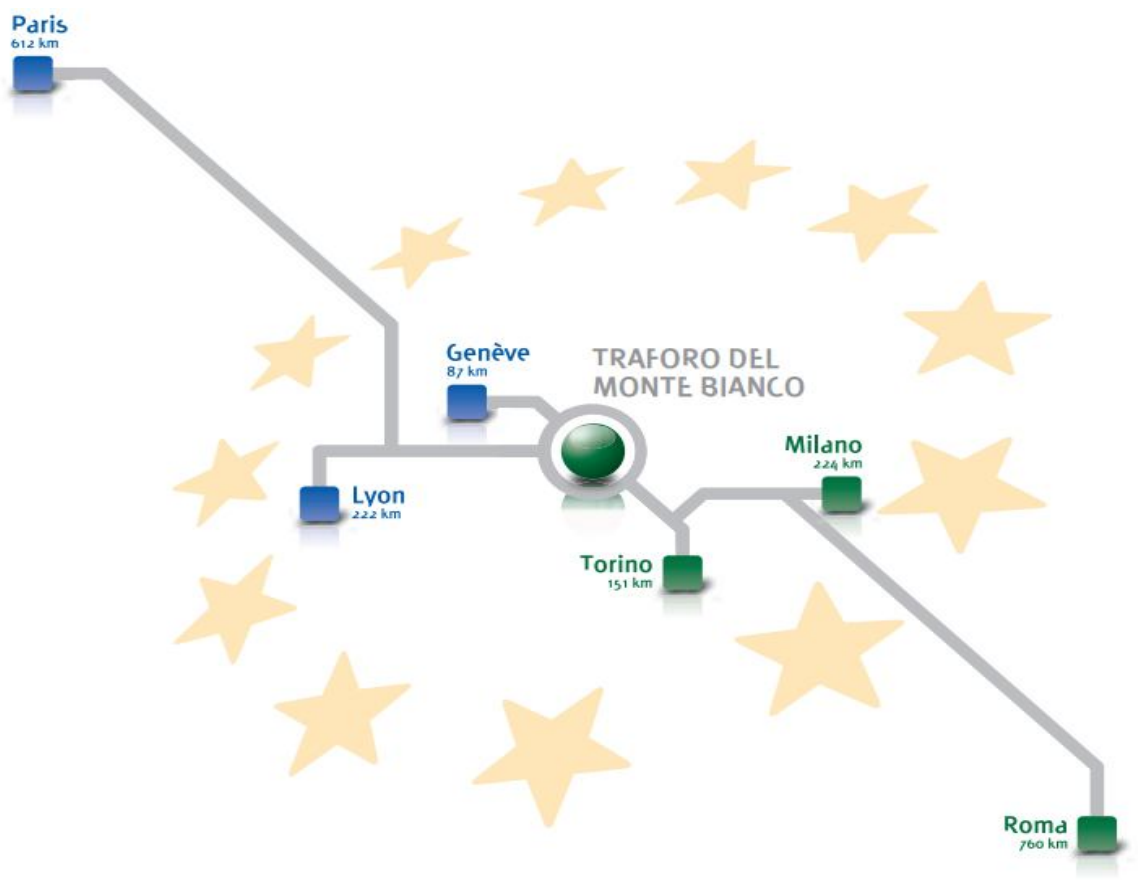 Paris
612 km
Genève
87 km
TRAFORO DEL
MONTE BIANCO
Milano
224 km
Lyon
222 km
Torino
151 km
Roma
760 km